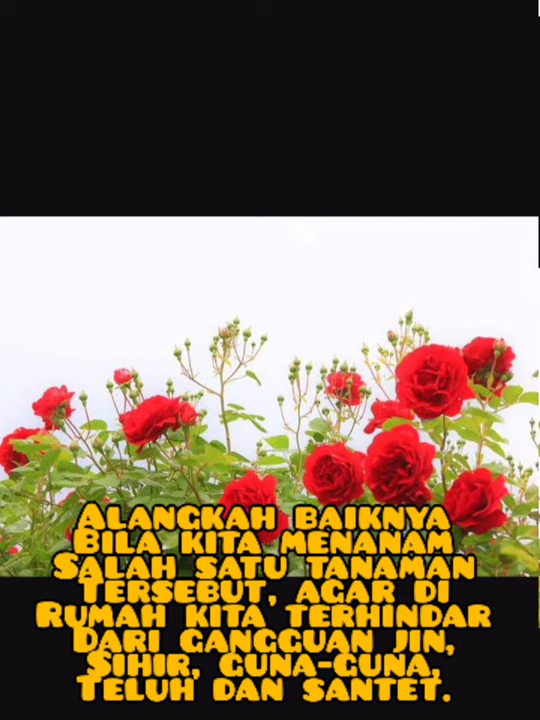 Alangkah baiknya
Bila kita menanam
Salah satu tanaman
Tersebut, agar di
Rumah kita terhindar
Dari gangguan jin,
Sihir, guna-guna,
Teluh dan santet.